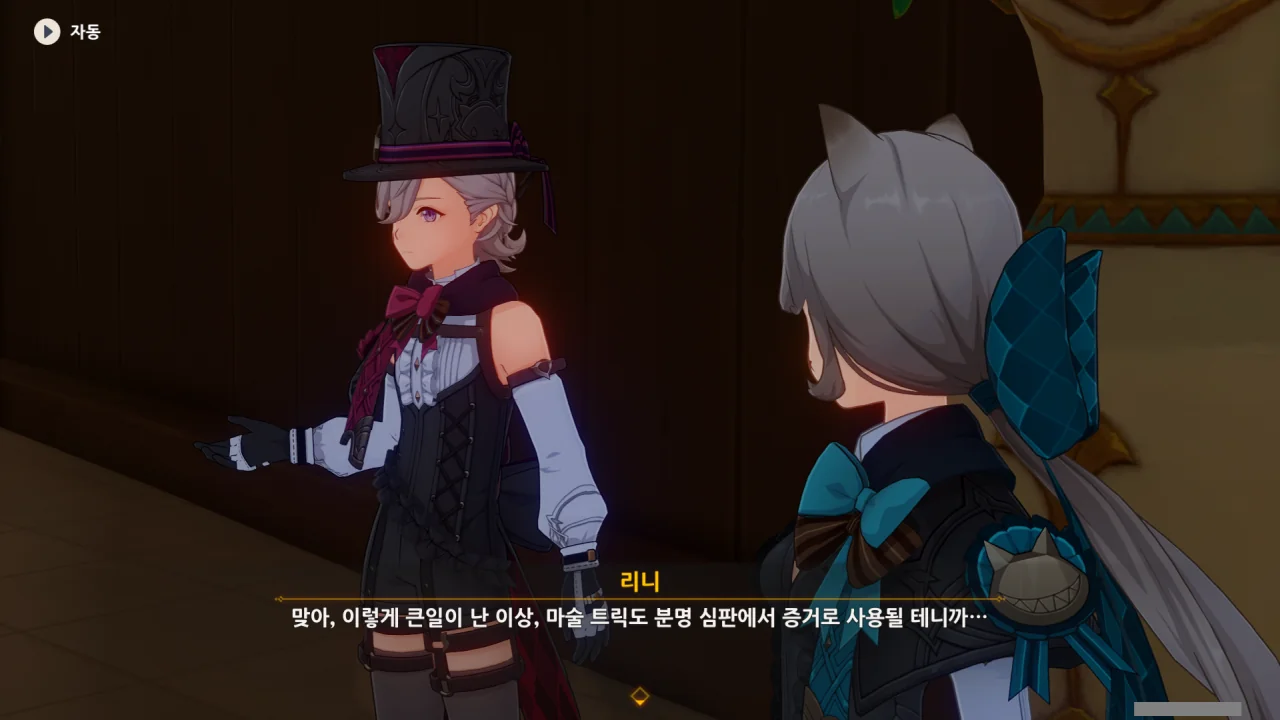 자동
리니
맞아, 이렇게 큰일이 난 이상, 마술 트릭도 분명 심판에서 증거로 사용될 테니까…